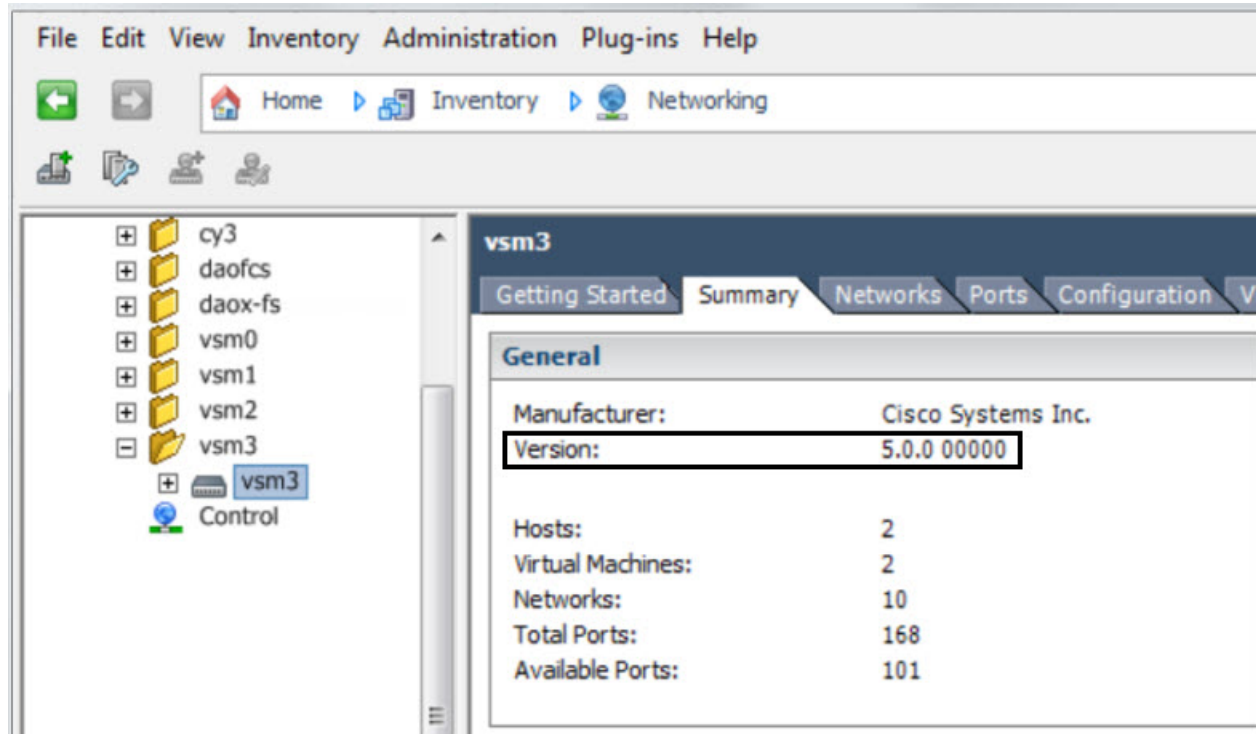 File Edit View Inventory Administration Plug-ins Help
Home Inventory Networking
cy3
daofcs
daox-fs
vsm0
vsm1
vsm2
vsm3
vsm3
Control
vsm3
Getting Started Summary Networks Ports Configuration V
General
Manufacturer: Cisco Systems Inc.
Version: 5.0.0 00000
Hosts: 2
Virtual Machines: 2
Networks: 10
Total Ports: 168
Available Ports: 101